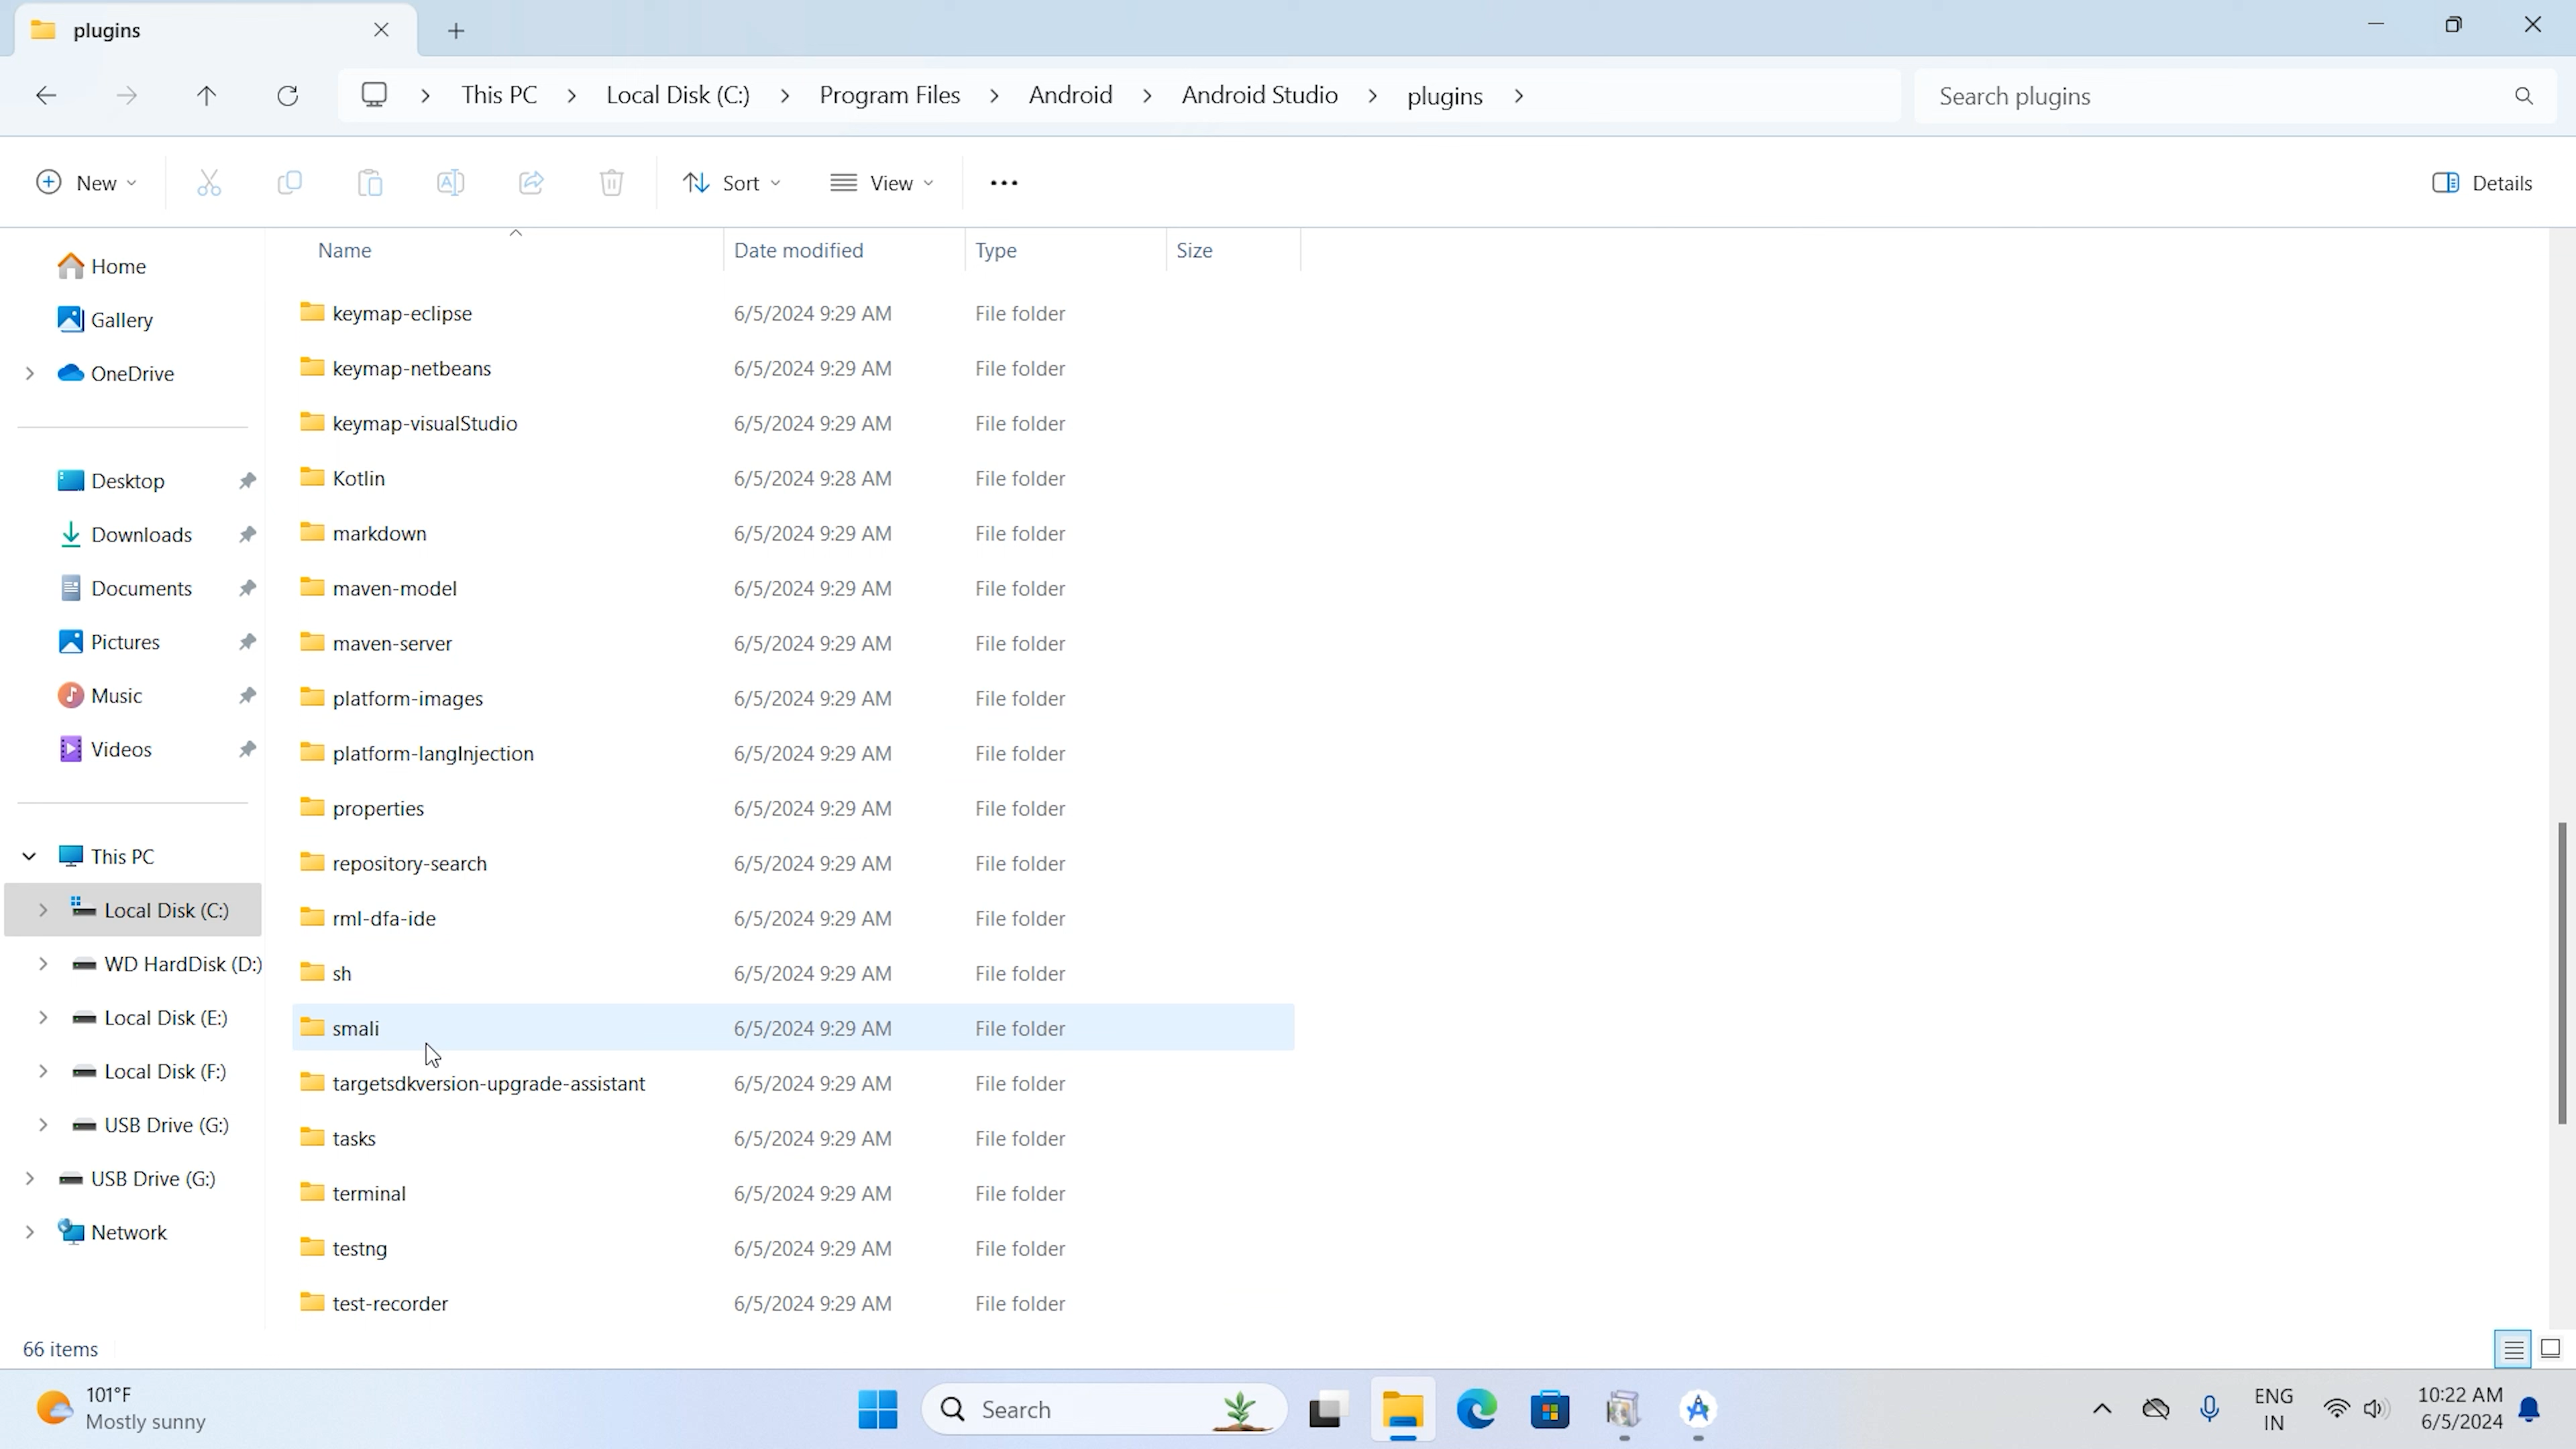 plugins
This PC
Local Disk (C:)
Program Files
Android
Android Studio
plugins
Search plugins
New
Sort
View
Details
Name
Date modified
Type
Size
Home
Gallery
OneDrive
Desktop
Downloads
Documents
Pictures
Music
Videos
This PC
Local Disk (C:)
WD HardDisk (D:)
Local Disk (E:)
Local Disk (F:)
USB Drive (G:)
USB Drive (G:)
Network
keymap-eclipse 6/5/2024 9:29 AM File folder
keymap-netbeans 6/5/2024 9:29 AM File folder
keymap-visualStudio 6/5/2024 9:29 AM File folder
Kotlin 6/5/2024 9:28 AM File folder
markdown 6/5/2024 9:29 AM File folder
maven-model 6/5/2024 9:29 AM File folder
maven-server 6/5/2024 9:29 AM File folder
platform-images 6/5/2024 9:29 AM File folder
platform-langInjection 6/5/2024 9:29 AM File folder
properties 6/5/2024 9:29 AM File folder
repository-search 6/5/2024 9:29 AM File folder
rml-dfa-ide 6/5/2024 9:29 AM File folder
sh 6/5/2024 9:29 AM File folder
smali 6/5/2024 9:29 AM File folder
targetsdkversion-upgrade-assistant 6/5/2024 9:29 AM File folder
tasks 6/5/2024 9:29 AM File folder
terminal 6/5/2024 9:29 AM File folder
testng 6/5/2024 9:29 AM File folder
test-recorder 6/5/2024 9:29 AM File folder
66 items
101°F
Mostly sunny
Search
ENG
IN
10:22 AM
6/5/2024